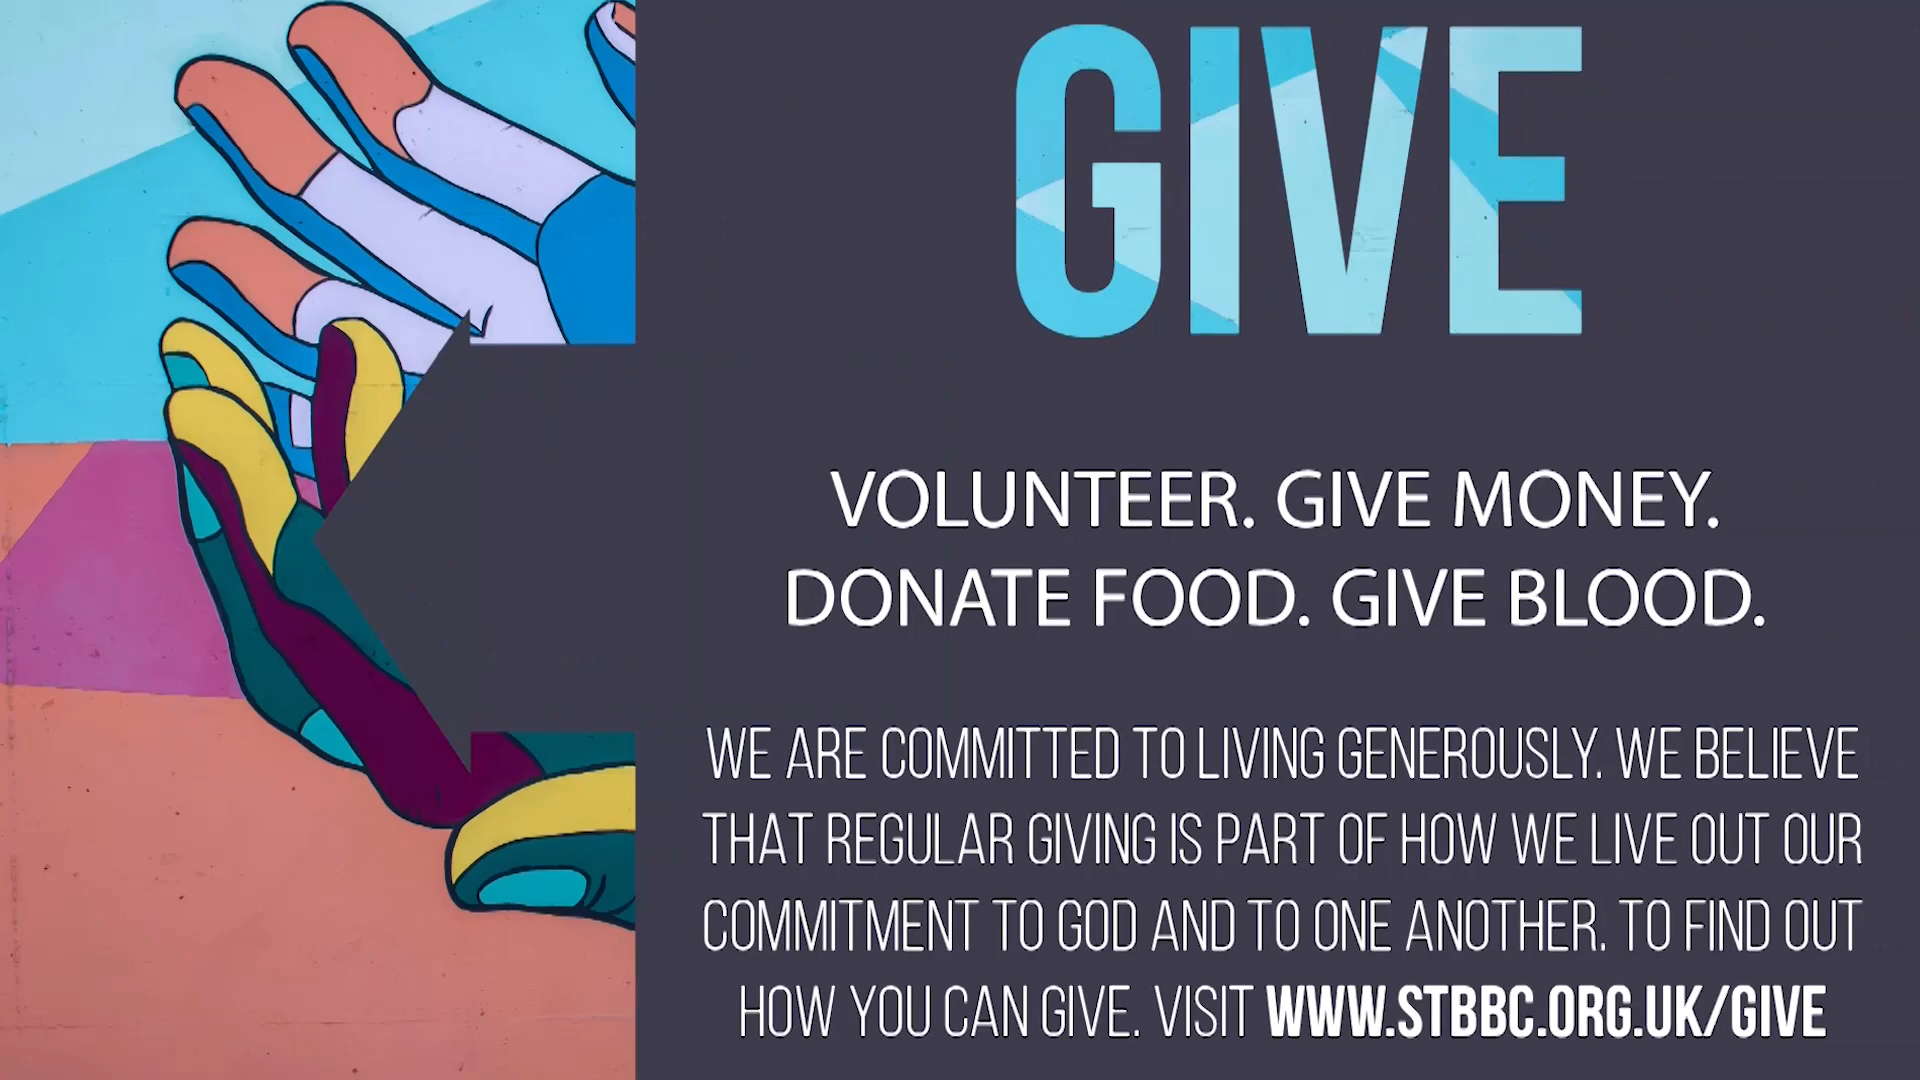 GIVE
VOLUNTEER. GIVE MONEY.
DONATE FOOD. GIVE BLOOD.
WE ARE COMMITTED TO LIVING GENEROUSLY. WE BELIEVE
THAT REGULAR GIVING IS PART OF HOW WE LIVE OUT OUR
COMMITMENT TO GOD AND TO ONE ANOTHER. TO FIND OUT
HOW YOU CAN GIVE. VISIT WWW.STBBC.ORG.UK/GIVE